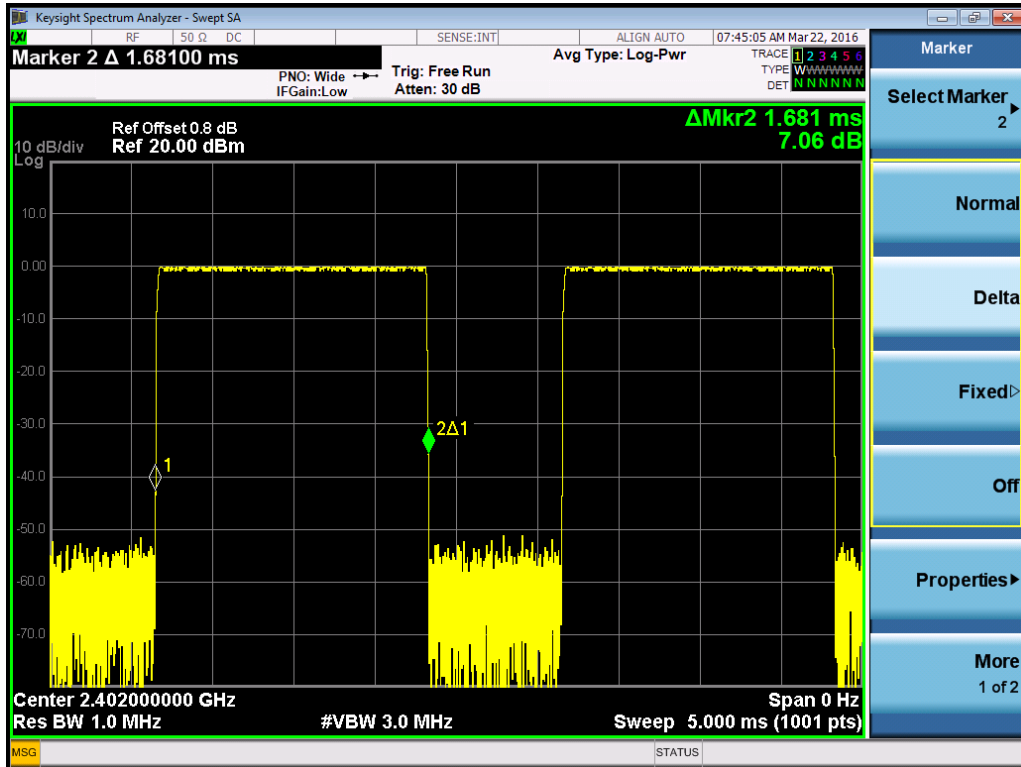 Keysight Spectrum Analyzer - Swept SA
LXI RF 50 Ω DC SENSE:INT ALIGN AUTO 07:45:05 AM Mar 22, 2016
Marker 2 Δ 1.68100 ms
PNO: Wide
IFGain:Low
Trig: Free Run
Atten: 30 dB
Avg Type: Log-Pwr
TRACE 1 2 3 4 5 6
TYPE WWWWWW
DET N N N N N N
ΔMkr2 1.681 ms
7.06 dB
Ref Offset 0.8 dB
10 dB/div Ref 20.00 dBm
Log
10.0
0.00
-10.0
-20.0
-30.0
2Δ1
1
-40.0
-50.0
-60.0
-70.0
Center 2.402000000 GHz Span 0 Hz
Res BW 1.0 MHz #VBW 3.0 MHz Sweep 5.000 ms (1001 pts)
MSG STATUS
Marker
Select Marker
2
Normal
Delta
Fixed
Off
Properties
More
1 of 2